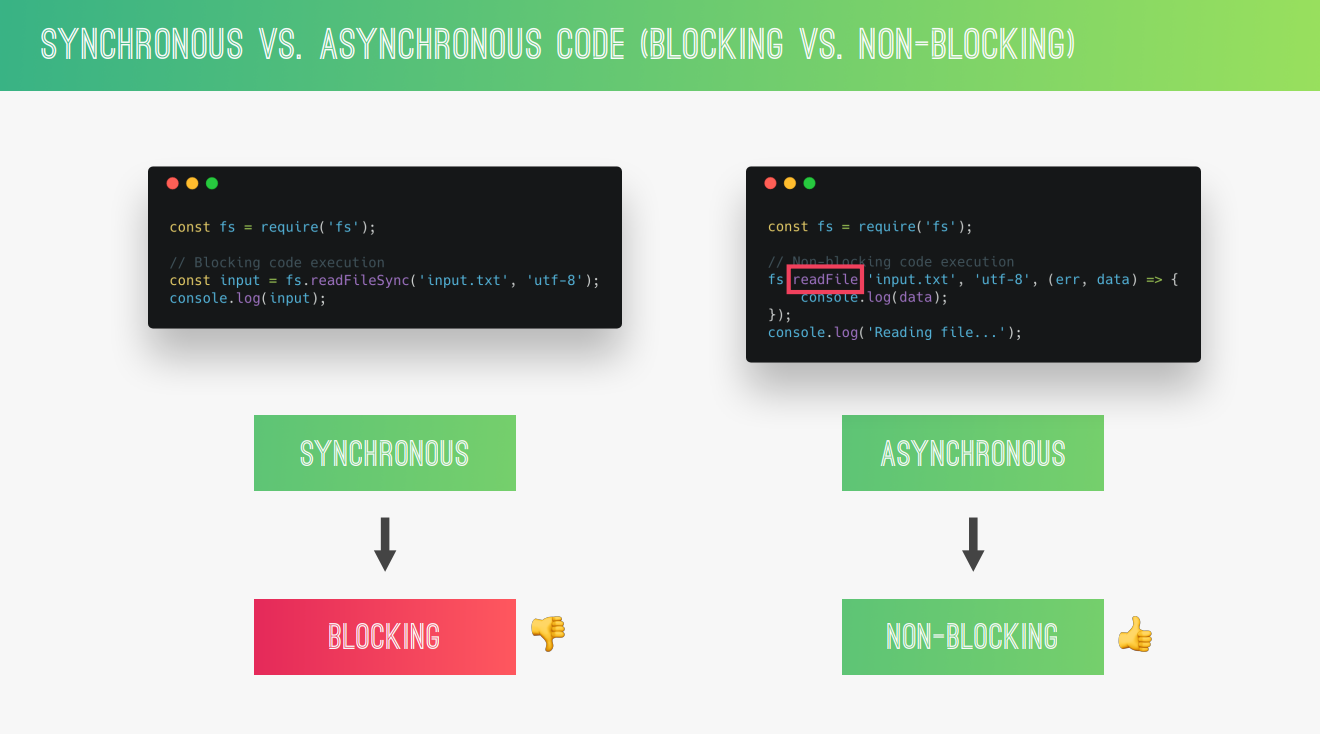 SYNCHRONOUS VS. ASYNCHRONOUS CODE (BLOCKING VS. NON-BLOCKING)
const fs = require('fs');
// Blocking code execution
const input = fs.readFileSync('input.txt', 'utf-8');
console.log(input);
const fs = require('fs');
// Non-blocking code execution
fs readFile 'input.txt', 'utf-8', (err, data) => {
    console.log(data);
});
console.log('Reading file...');
SYNCHRONOUS
ASYNCHRONOUS
BLOCKING
NON-BLOCKING